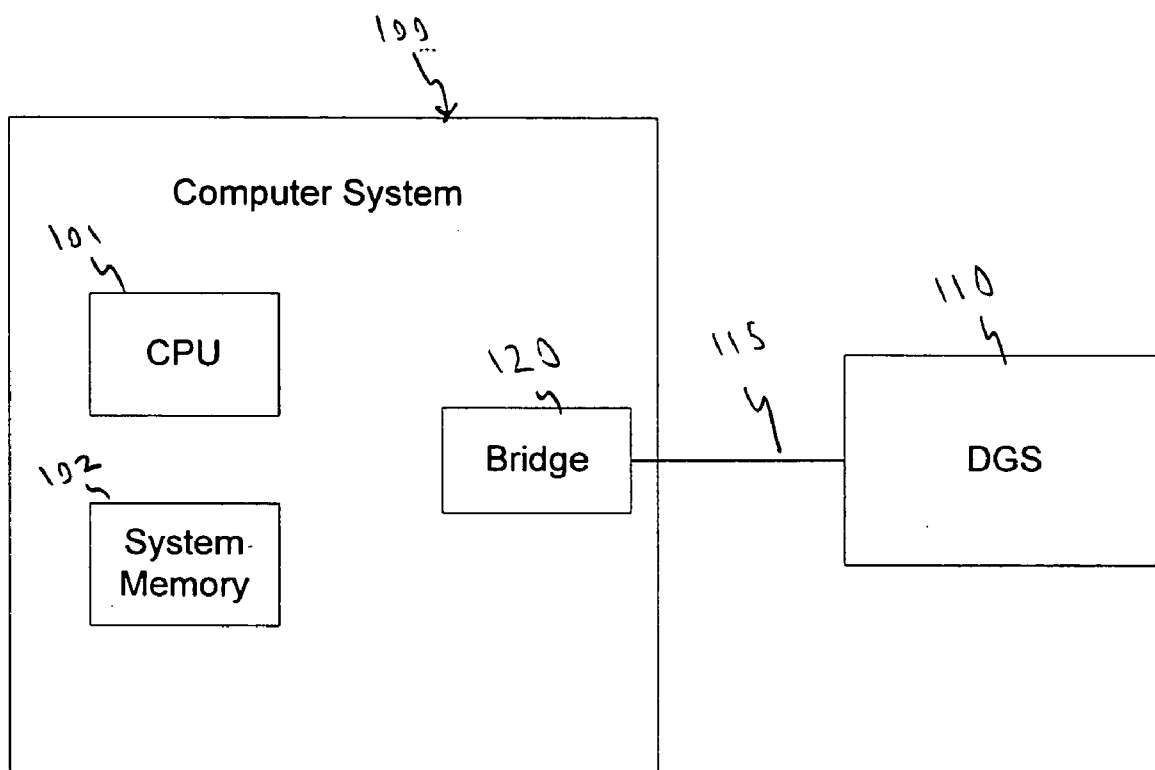 100
Computer System
101
CPU
120
Bridge
115
110
DGS
102
System
Memory